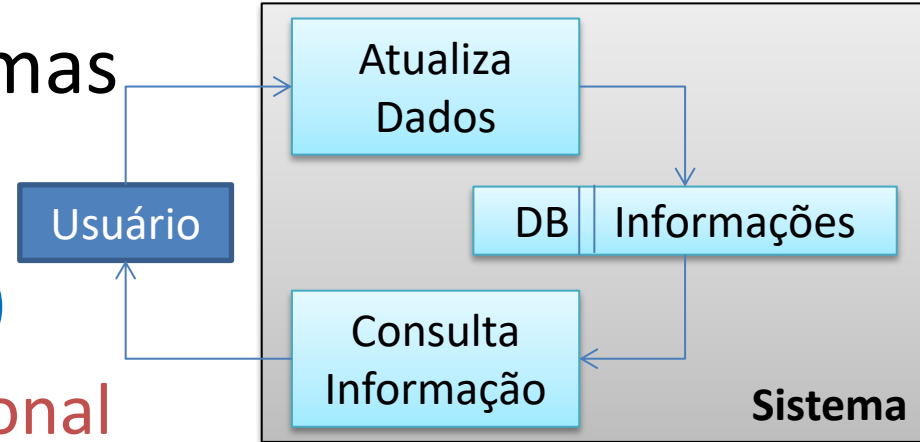 mas
Atualiza
Dados
Usuário
DB Informações
Consulta
Informação
onal
Sistema